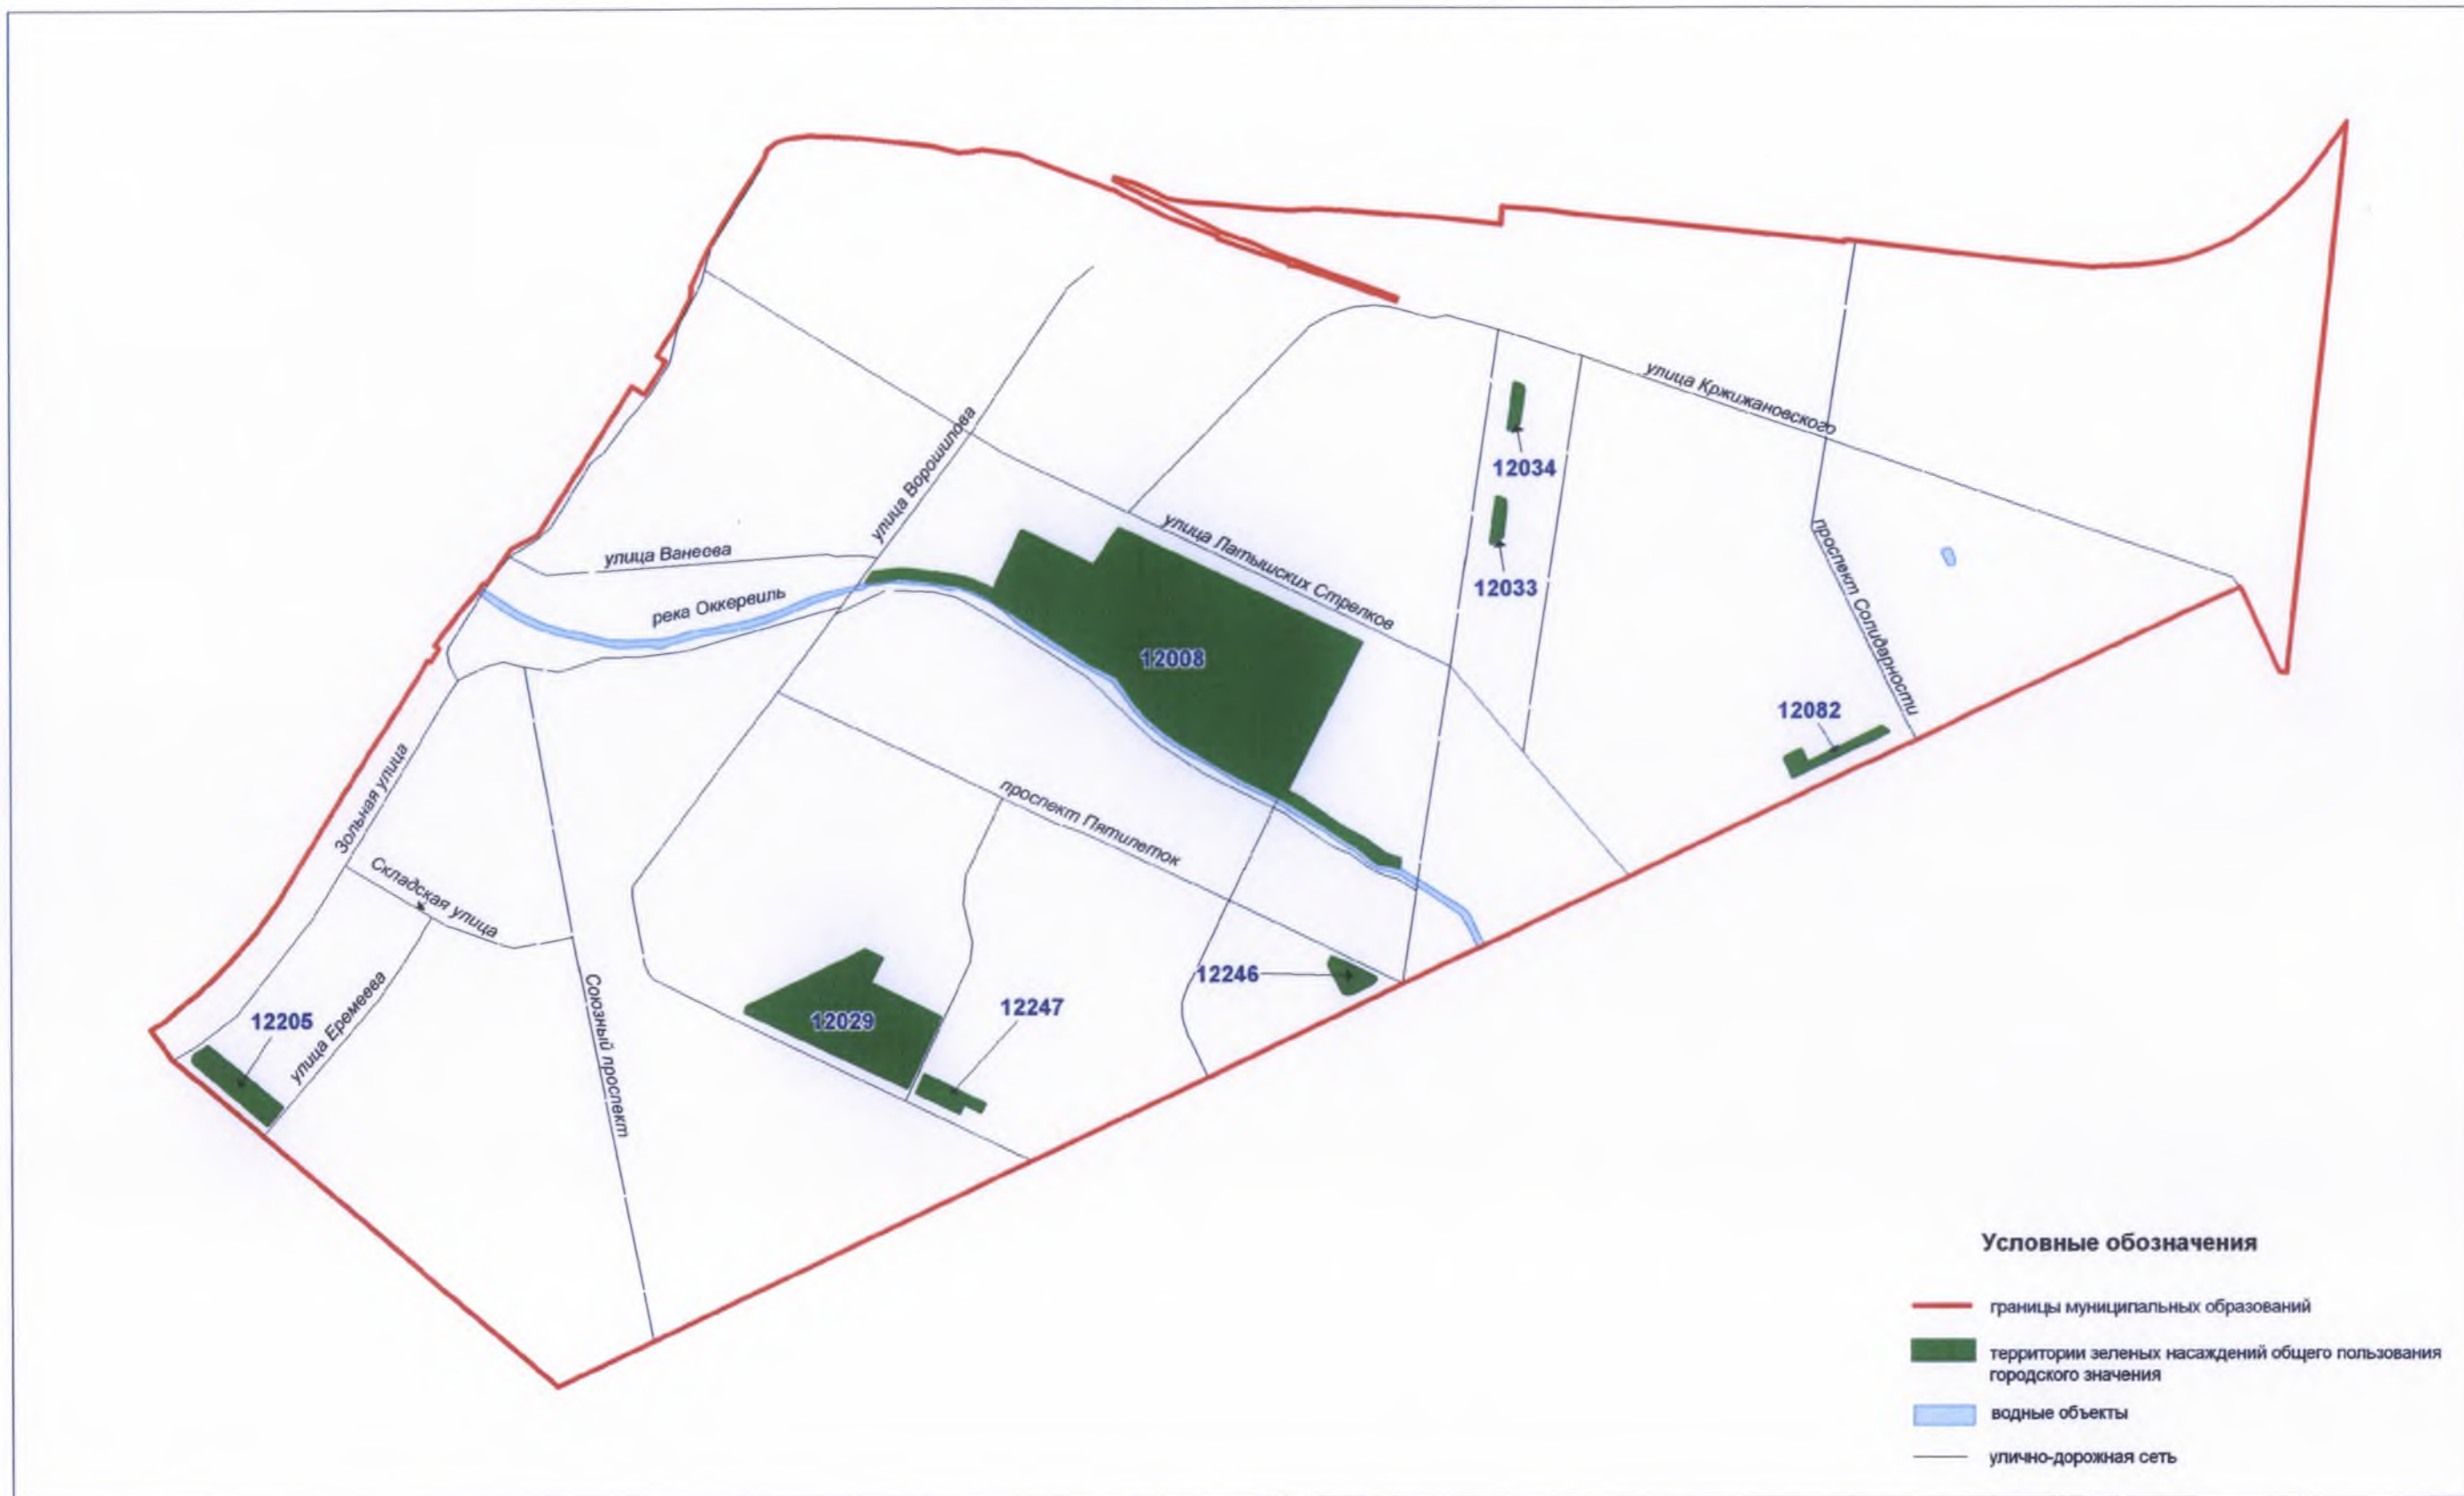 улица Кржижановского
улица Ворошилова
12034
улица Латышских Стрелков
улица Ванеева
12033
река Оккервиль
проспект Солидарности
12008
12082
Зольная улица
проспект Пятилеток
Складская улица
12246
улица Еремеева
Союзный проспект
12247
12205
12029
Условные обозначения
границы муниципальных образований
территории зеленых насаждений общего пользования
городского значения
водные объекты
улично-дорожная сеть